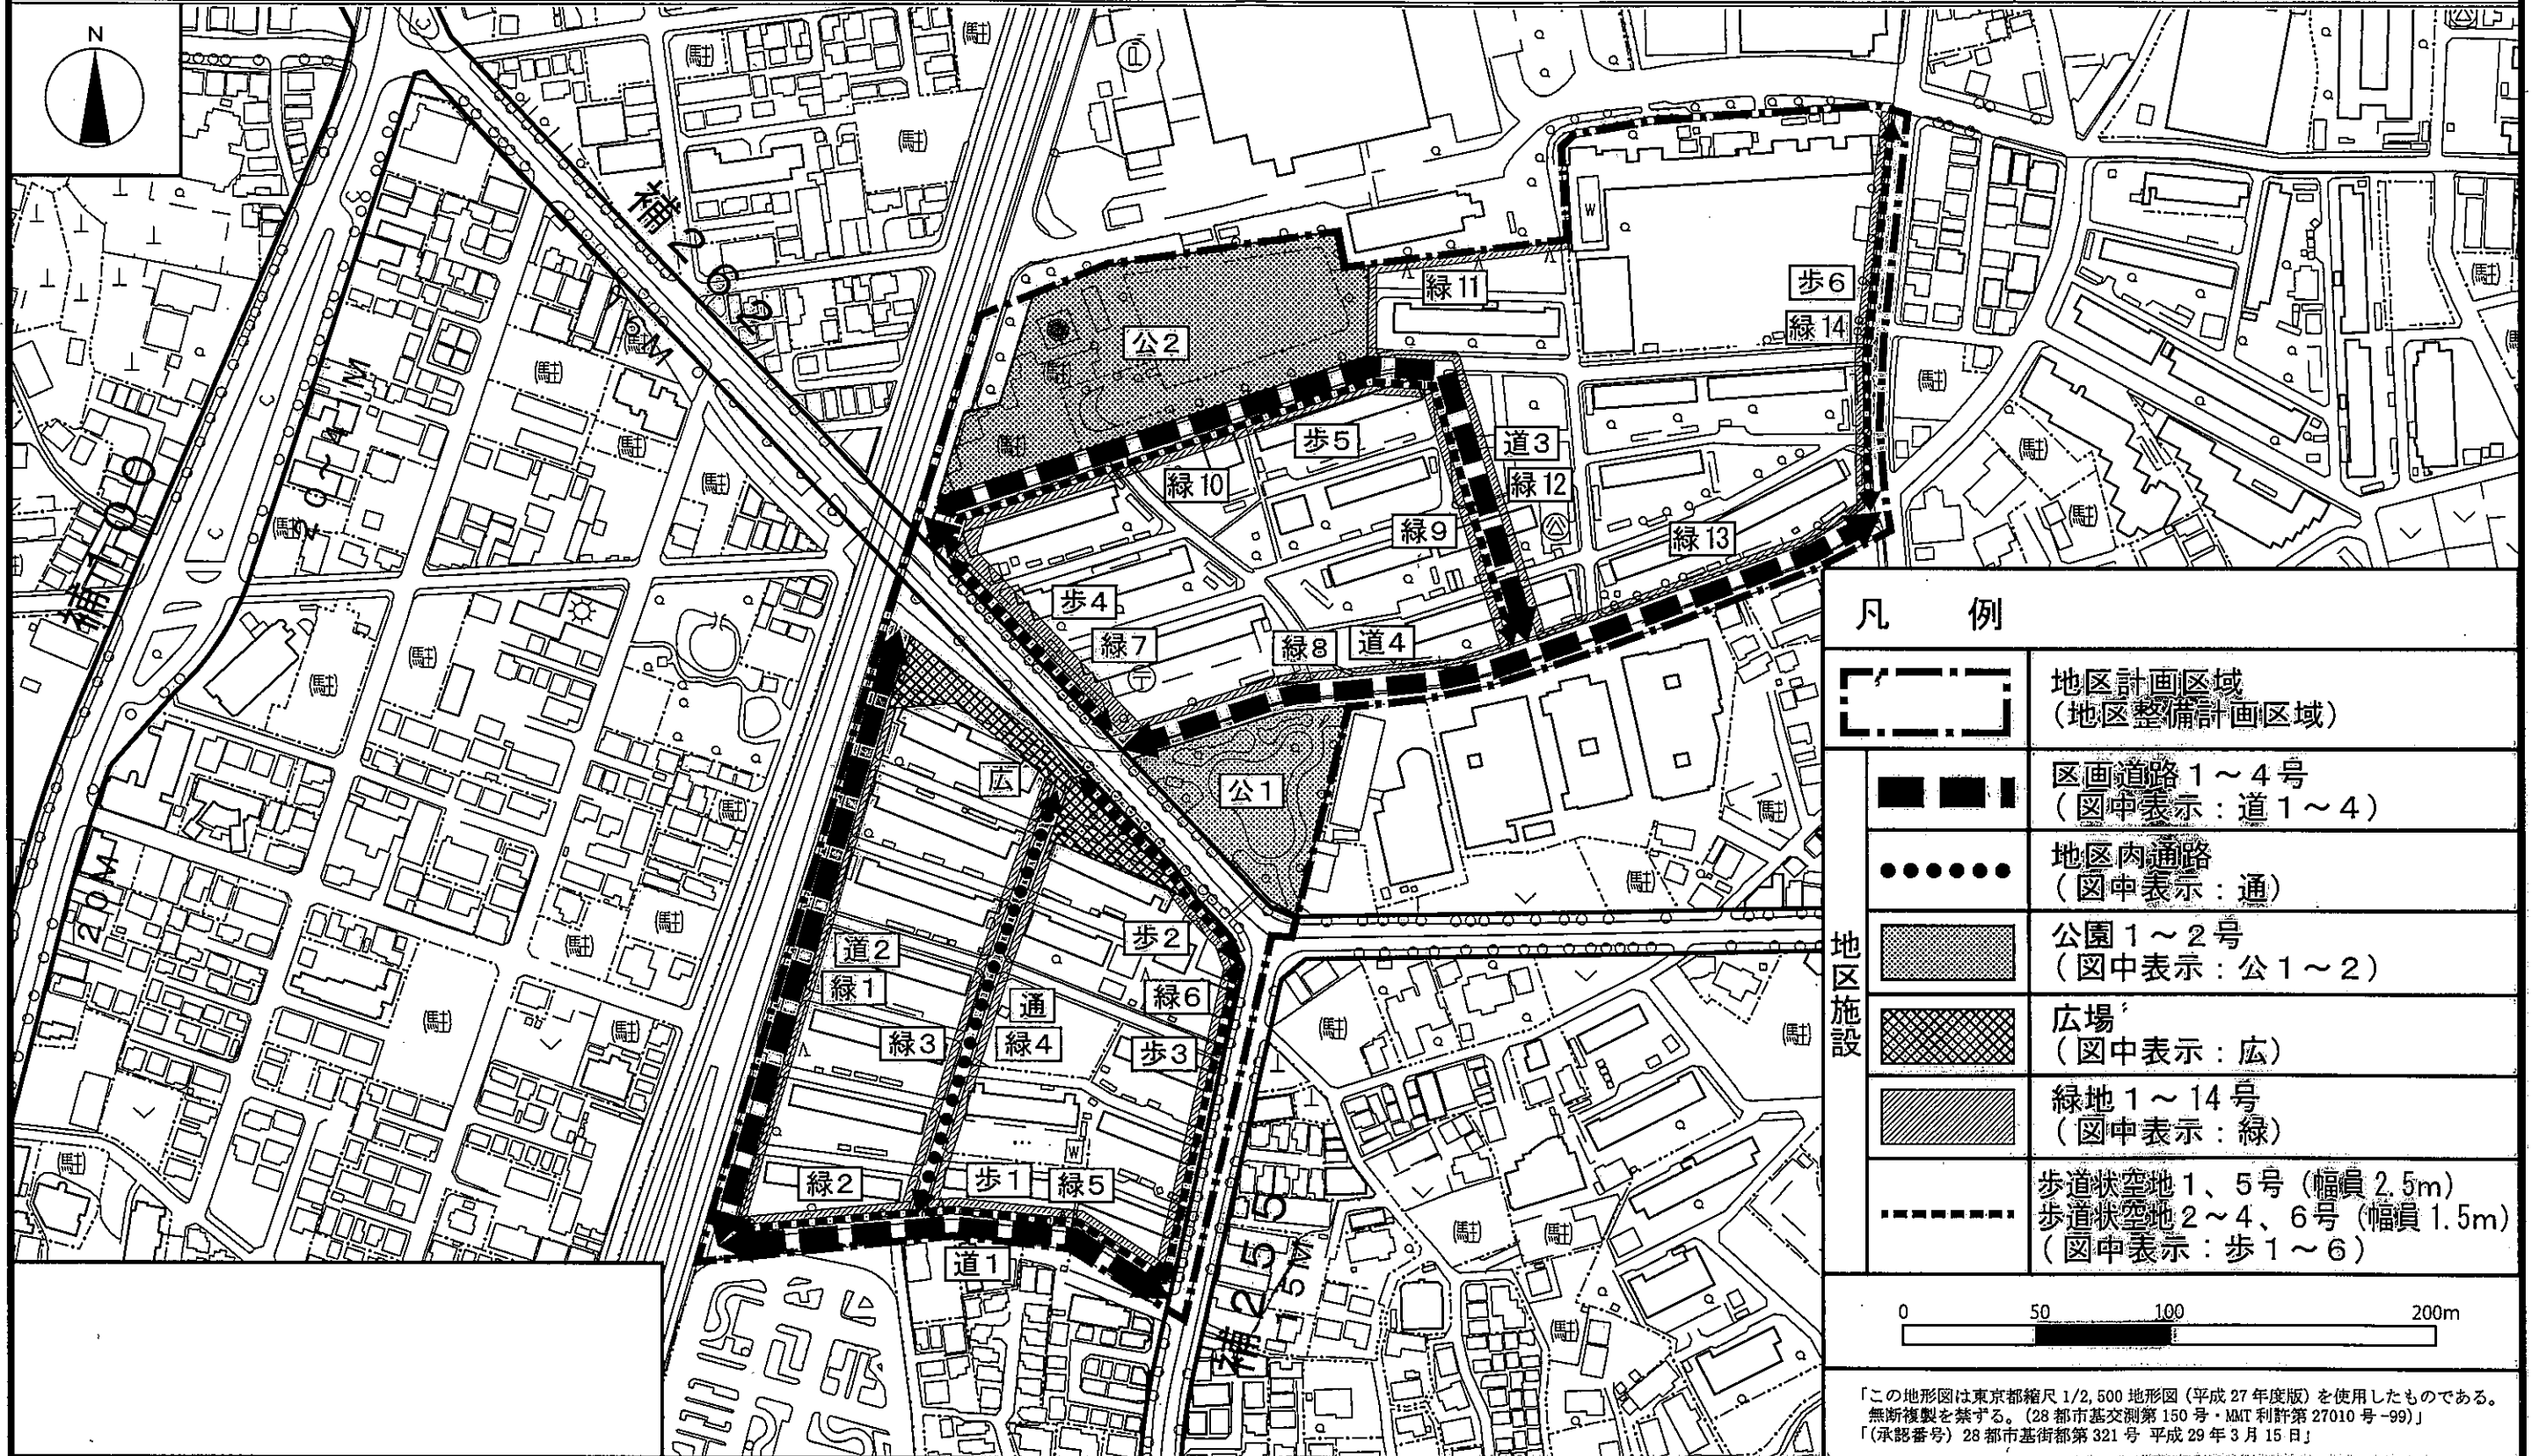 N
補262
16M
補100
20~41M
20M
公2
緑11
歩6
緑14
歩5
道3
緑10
緑12
緑9
緑13
歩4
緑7
緑8
道4
広
公1
歩2
道2
緑1
緑6
通
緑3
緑4
歩3
緑2
歩1
緑5
道1
補255
15M
凡 例
地区計画区域
(地区整備計画区域)
地区施設
区画道路1~4号
(図中表示:道1~4)
地区内通路
(図中表示:通)
公園1~2号
(図中表示:公1~2)
広場
(図中表示:広)
緑地1~14号
(図中表示:緑)
歩道状空地1、5号(幅員2.5m)
歩道状空地2~4、6号(幅員1.5m)
(図中表示:歩1~6)
0 50 100 200m
「この地形図は東京都縮尺1/2,500地形図(平成27年度版)を使用したものである。
無断複製を禁ずる。(28都市基交測第150号・MMT利許第27010号-99)」
「(承認番号)28都市基街都第321号 平成29年3月15日」